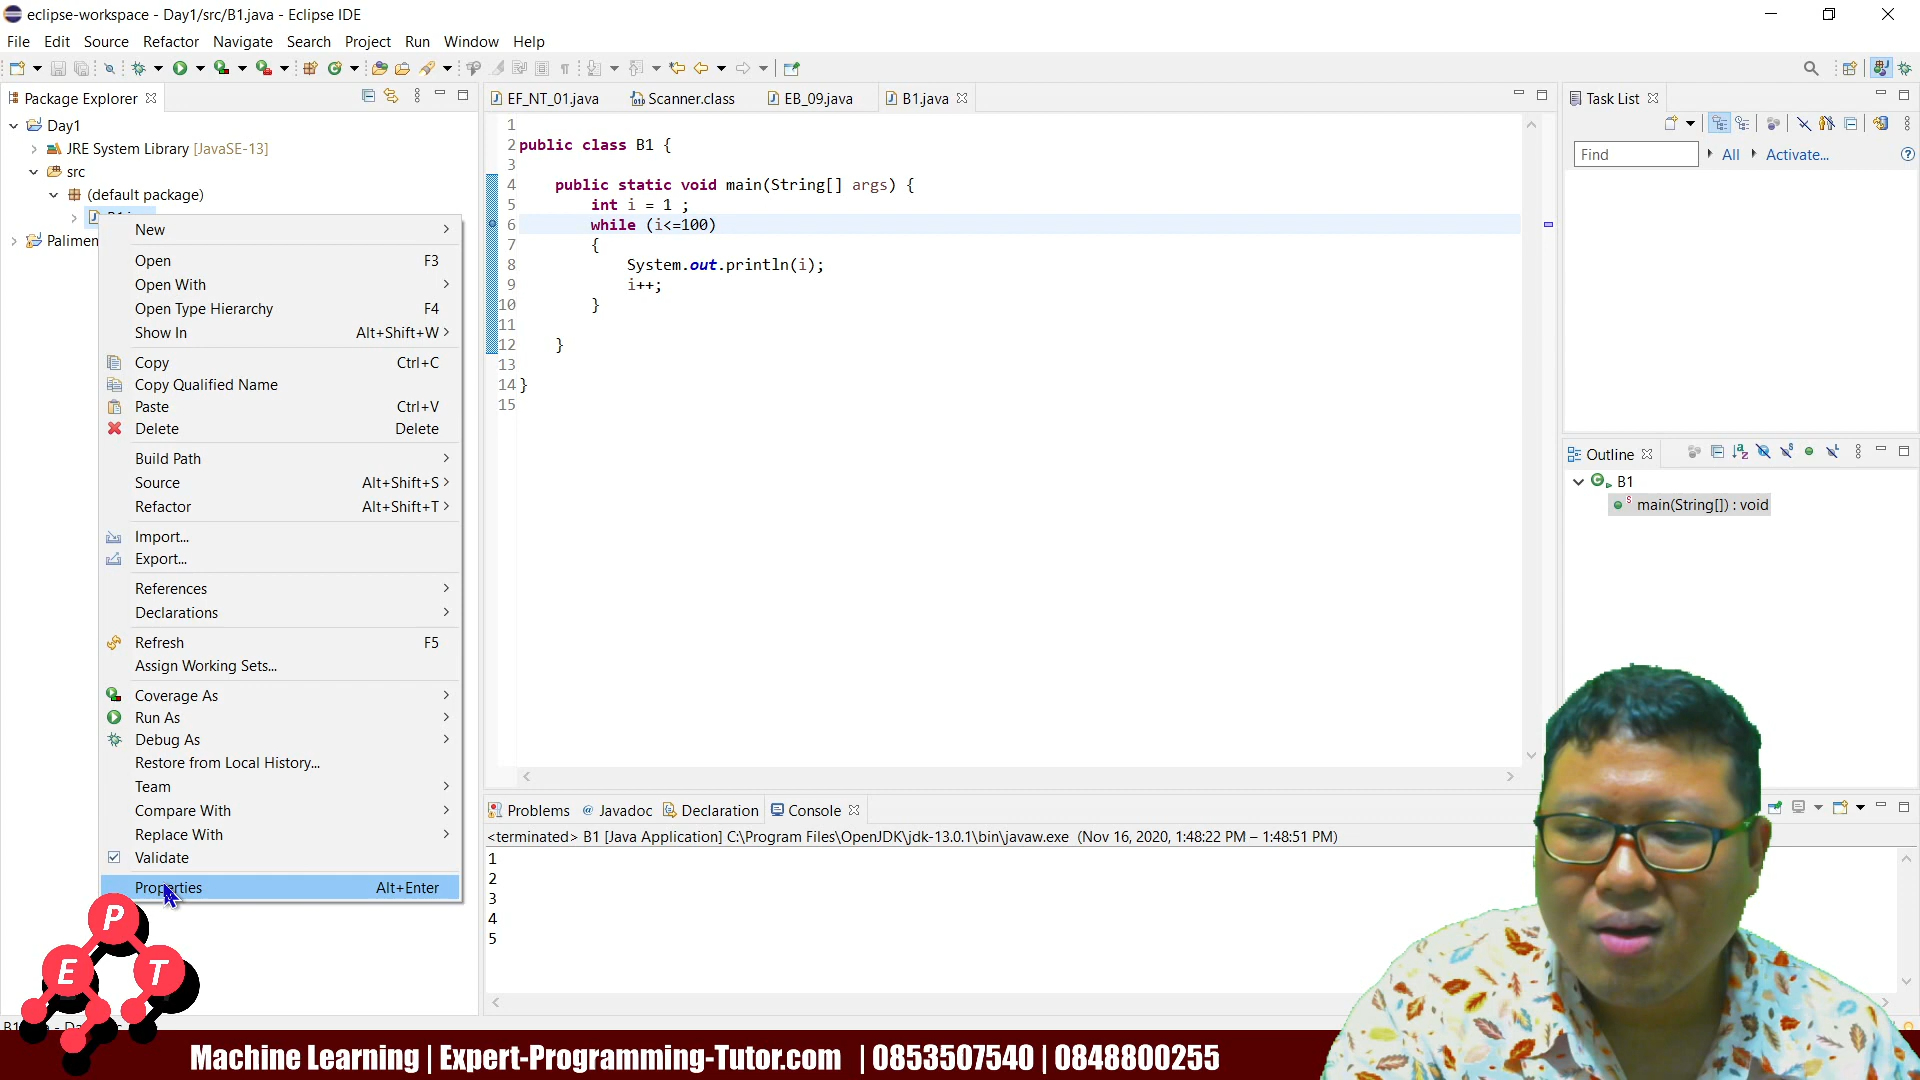 eclipse-workspace - Day1/src/B1.java - Eclipse IDE
File Edit Source Refactor Navigate Search Project Run Window Help
Package Explorer
Day1
JRE System Library [JavaSE-13]
src
(default package)
New
Open F3
Open With
Open Type Hierarchy F4
Show In Alt+Shift+W
Copy Ctrl+C
Copy Qualified Name
Paste Ctrl+V
Delete Delete
Build Path
Source Alt+Shift+S
Refactor Alt+Shift+T
Import...
Export...
References
Declarations
Refresh F5
Assign Working Sets...
Coverage As
Run As
Debug As
Restore from Local History...
Team
Compare With
Replace With
Validate
Properties Alt+Enter
EF_NT_01.java Scanner.class EB_09.java B1.java
1
2 public class B1 {
3
4 public static void main(String[] args) {
5 int i = 1 ;
6 while (i<=100)
7 {
8 System.out.println(i);
9 i++;
10 }
11
12 }
13
14 }
15
Problems @ Javadoc Declaration Console
<terminated> B1 [Java Application] C:\Program Files\OpenJDK\jdk-13.0.1\bin\javaw.exe (Nov 16, 2020, 1:48:22 PM – 1:48:51 PM)
1
2
3
4
5
Task List
Find All Activate...
Outline
B1
main(String[]) : void
P
E T
Machine Learning | Expert-Programming-Tutor.com | 0853507540 | 0848800255